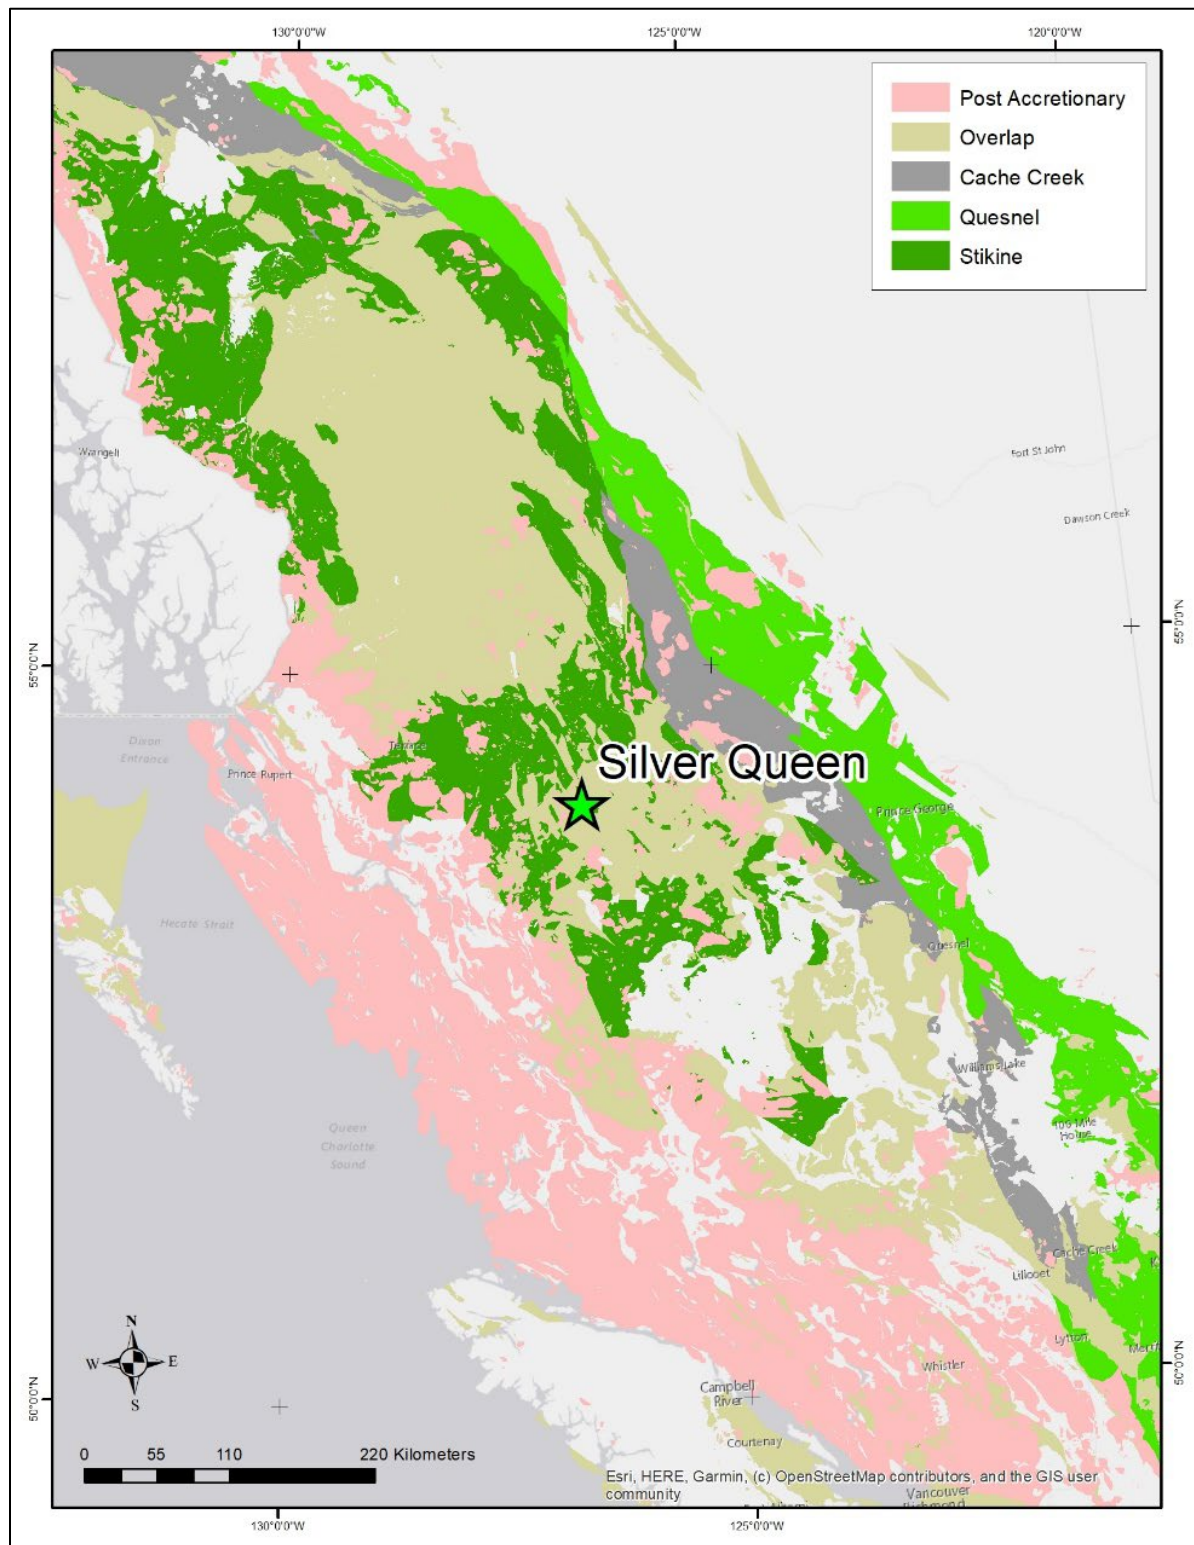 130°0'0"W
125°0'0"W
120°0'0"W
Post Accretionary
Overlap
Cache Creek
Quesnel
Stikine
Wrangell
Fort St John
Dawson Creek
55°0'0"N
55°0'0"N
Dixon
Entrance
Terrace
Prince Rupert
Silver Queen
Prince George
Hecate Strait
Quesnel
Williams Lake
Queen
Charlotte
Sound
100 Mile
House
Cache Creek
Lillooet
Lytton
N
W
E
S
Whistler
50°0'0"N
50°0'0"N
Campbell
River
Courtenay
0
55
110
220 Kilometers
Esri, HERE, Garmin, (c) OpenStreetMap contributors, and the GIS user
community
Vancouver
Richmond
130°0'0"W
125°0'0"W